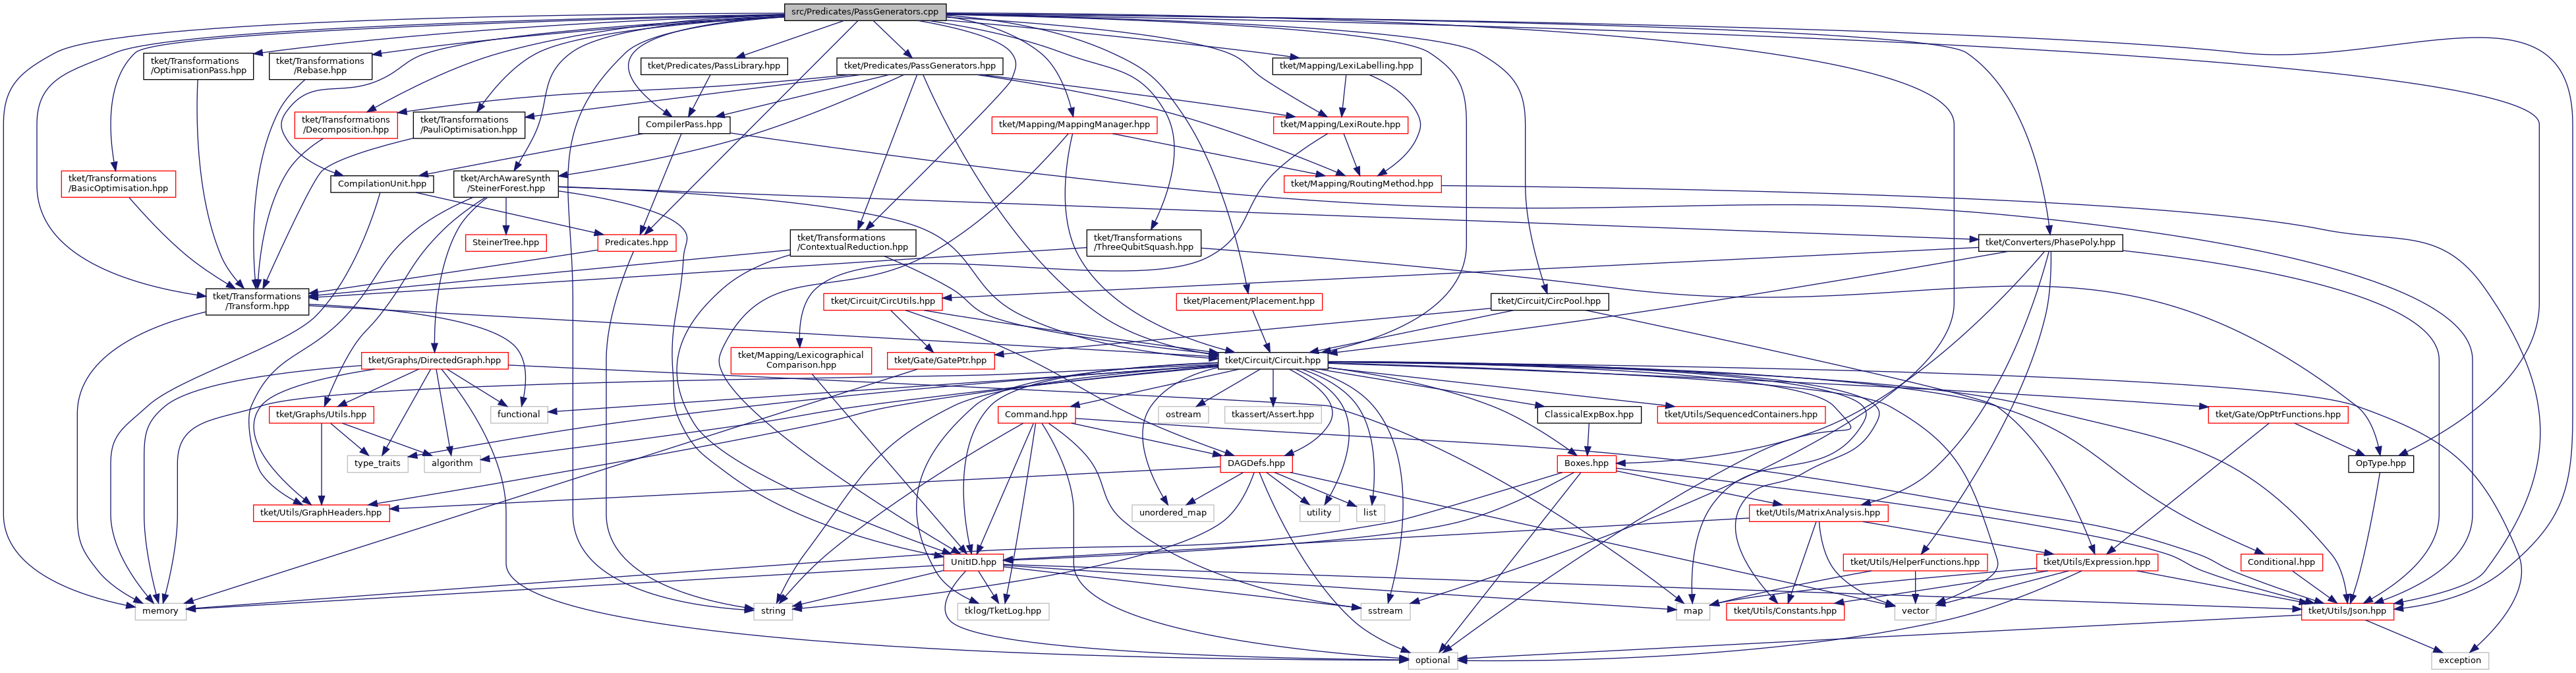 src/Predicates/PassGenerators.cpp
tket/Transformations
/OptimisationPass.hpp
tket/Transformations
/Rebase.hpp
tket/Predicates/PassLibrary.hpp
tket/Predicates/PassGenerators.hpp
tket/Mapping/LexiLabelling.hpp
tket/Transformations
/Decomposition.hpp
tket/Transformations
/PauliOptimisation.hpp
CompilerPass.hpp
tket/Mapping/MappingManager.hpp
tket/Mapping/LexiRoute.hpp
tket/Transformations
/BasicOptimisation.hpp
CompilationUnit.hpp
tket/ArchAwareSynth
/SteinerForest.hpp
tket/Mapping/RoutingMethod.hpp
SteinerTree.hpp
Predicates.hpp
tket/Transformations
/ContextualReduction.hpp
tket/Transformations
/ThreeQubitSquash.hpp
tket/Converters/PhasePoly.hpp
tket/Transformations
/Transform.hpp
tket/Circuit/CircUtils.hpp
tket/Placement/Placement.hpp
tket/Circuit/CircPool.hpp
tket/Graphs/DirectedGraph.hpp
tket/Mapping/Lexicographical
Comparison.hpp
tket/Gate/GatePtr.hpp
tket/Circuit/Circuit.hpp
tket/Graphs/Utils.hpp
functional
Command.hpp
ostream
tkassert/Assert.hpp
ClassicalExpBox.hpp
tket/Utils/SequencedContainers.hpp
tket/Gate/OpPtrFunctions.hpp
type_traits
algorithm
DAGDefs.hpp
Boxes.hpp
OpType.hpp
tket/Utils/GraphHeaders.hpp
unordered_map
utility
list
tket/Utils/MatrixAnalysis.hpp
UnitID.hpp
tket/Utils/HelperFunctions.hpp
tket/Utils/Expression.hpp
Conditional.hpp
memory
string
tklog/TketLog.hpp
sstream
map
tket/Utils/Constants.hpp
vector
tket/Utils/Json.hpp
optional
exception